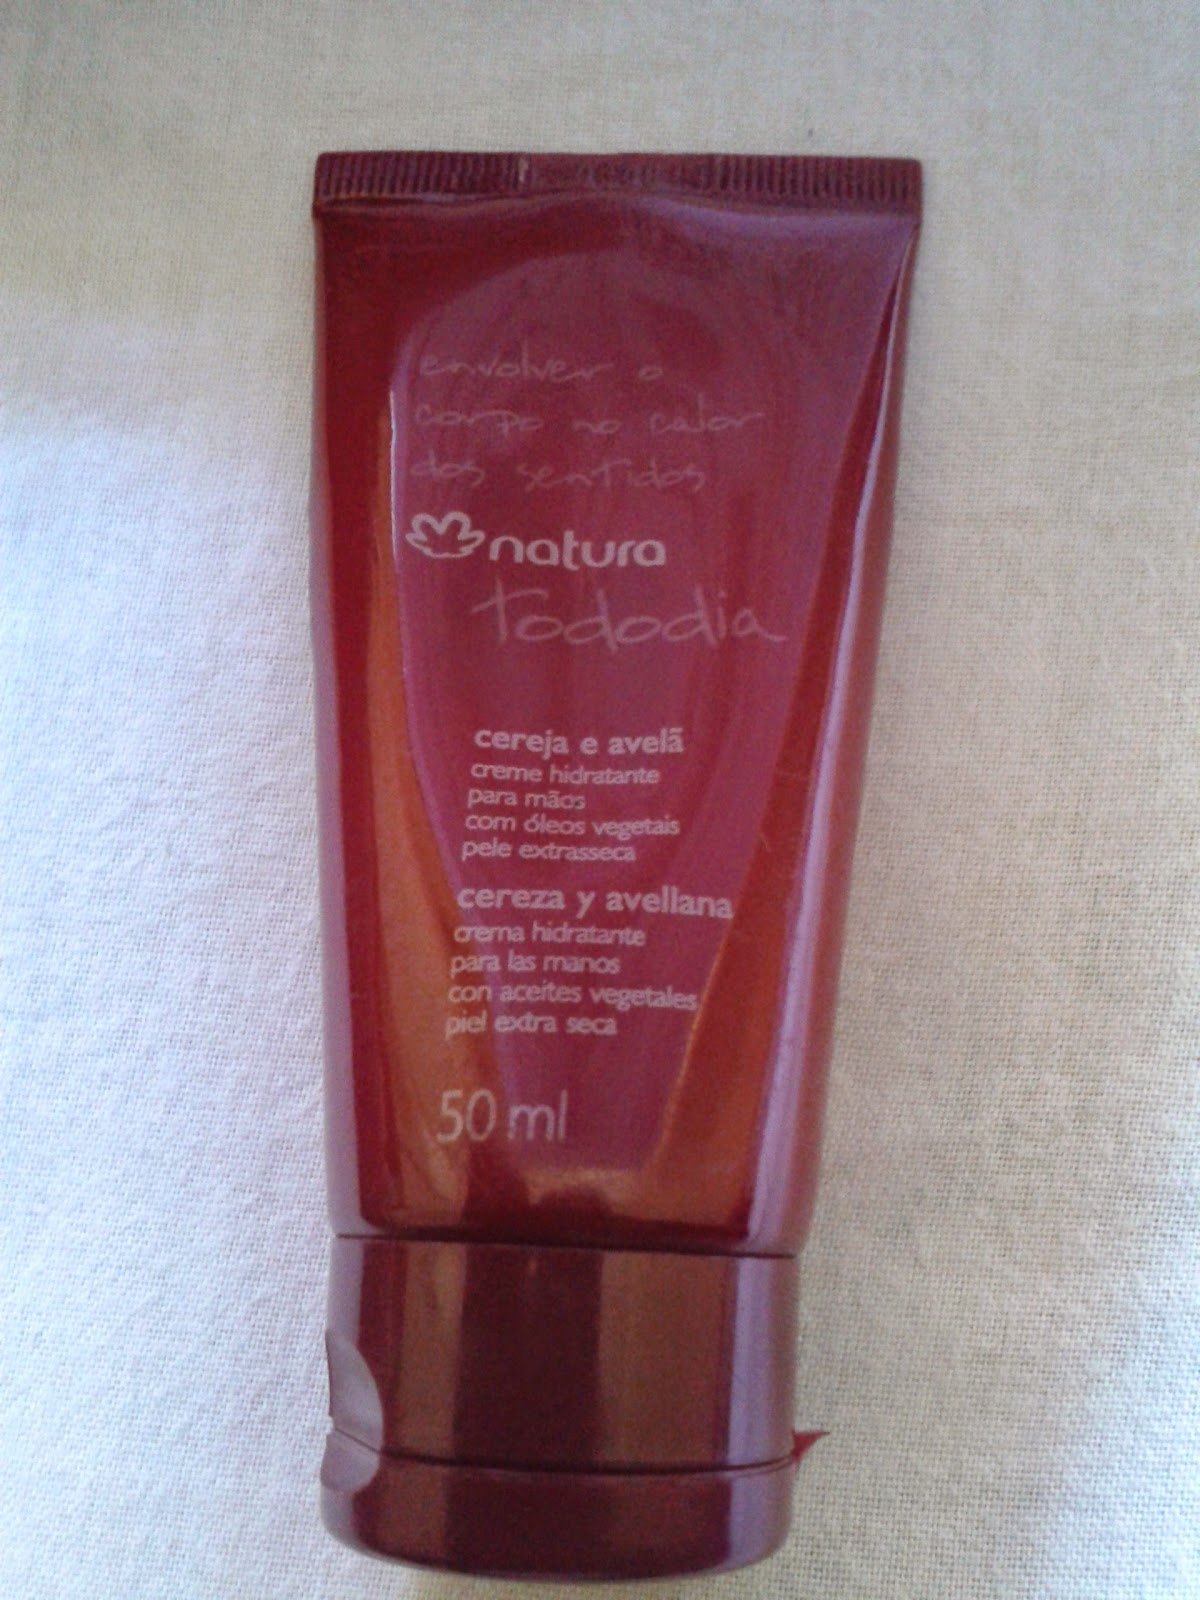 envolver o
corpo no calor
dos sentidos
natura
Tododia
cereja e avelã
creme hidratante
para mãos
com óleos vegetais
pele extrasseca
cereza y avellana
crema hidratante
para las manos
con aceites vegetales
piel extra seca
50 ml